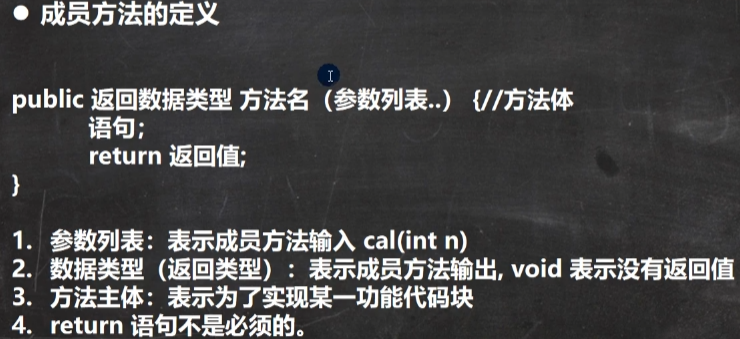 ● 成员方法的定义
public 返回数据类型 方法名（参数列表..） {//方法体
语句;
return 返回值;
}
1. 参数列表：表示成员方法输入 cal(int n)
2. 数据类型（返回类型）：表示成员方法输出, void 表示没有返回值
3. 方法主体：表示为了实现某一功能代码块
4. return 语句不是必须的。